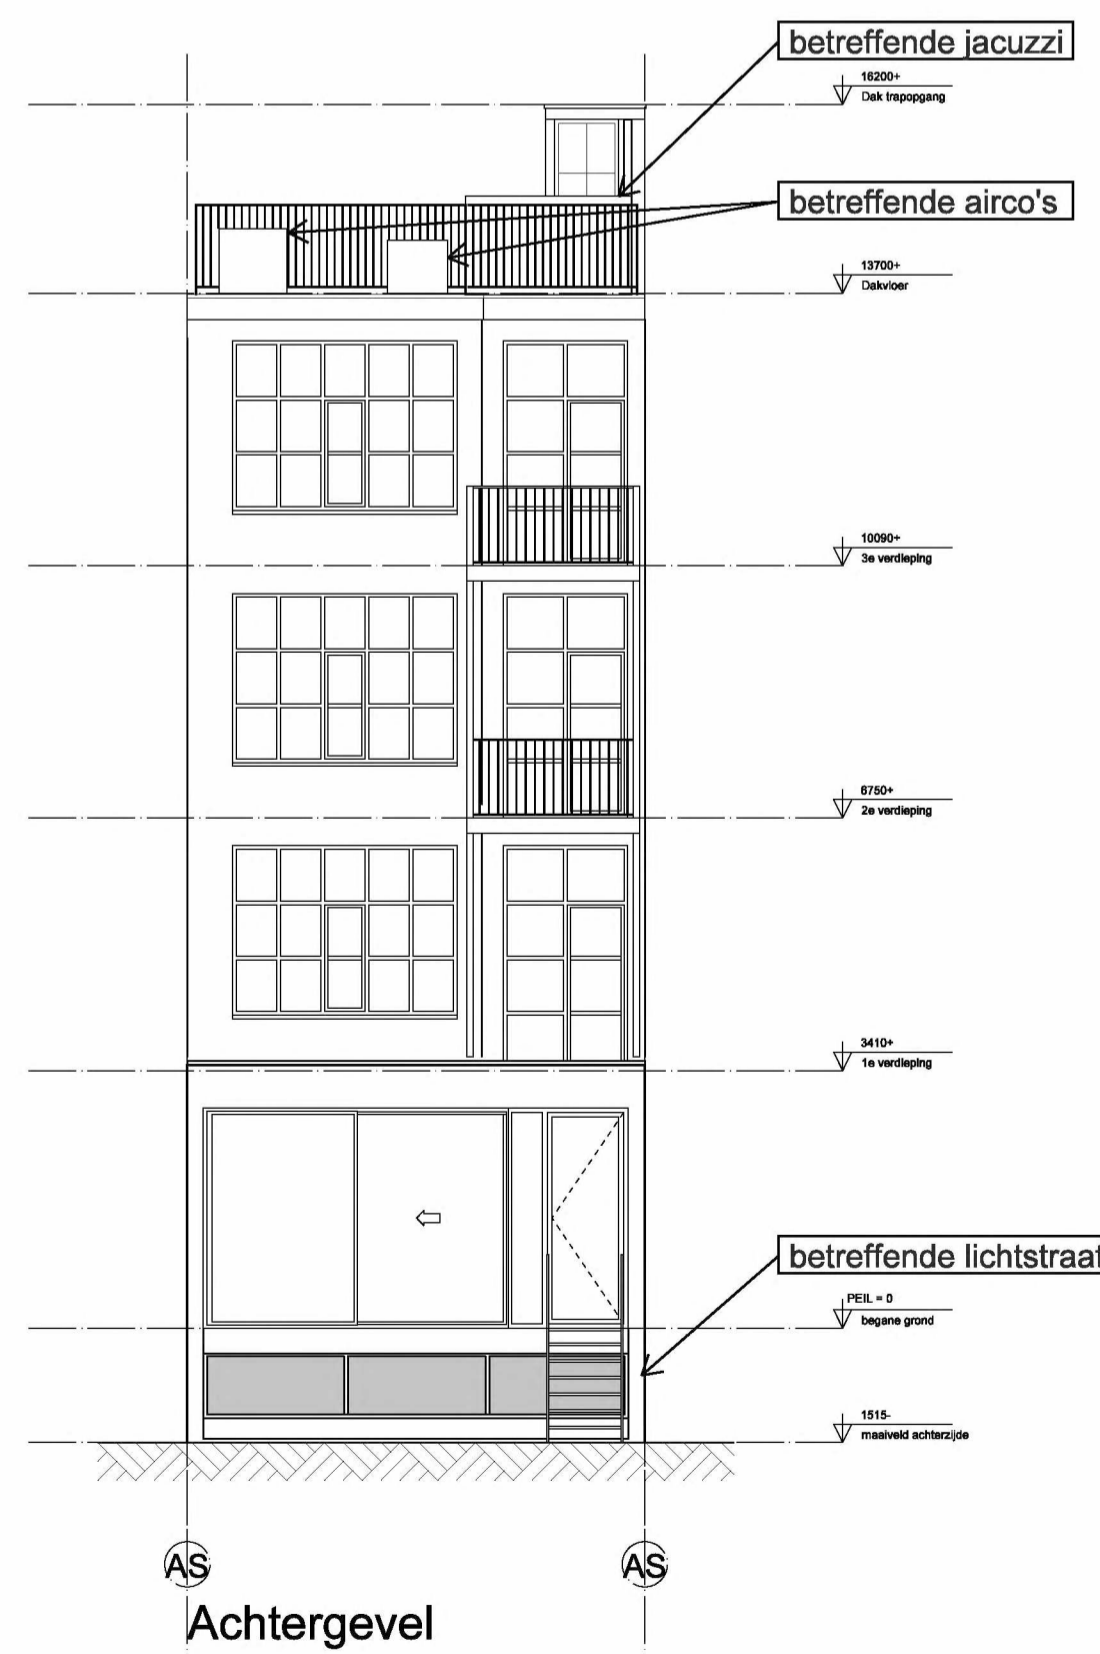 betreffende jacuzzi
16200+
Dak trapopgang
betreffende airco's
13700+
Dakvloer
10090+
3e verdieping
6750+
2e verdieping
3410+
1e verdieping
betreffende lichtstraat
PEIL = 0
begane grond
1515-
maaiveld achterzijde
AS
AS
Achtergevel